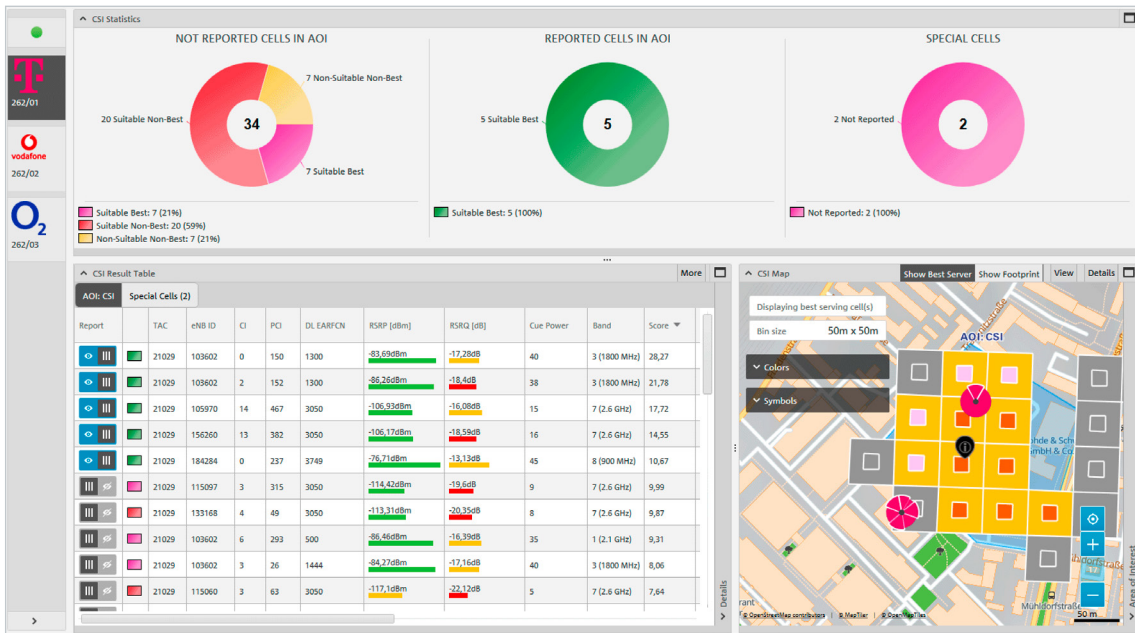 CSI Statistics
NOT REPORTED CELLS IN AOI
REPORTED CELLS IN AOI
SPECIAL CELLS
7 Non-Suitable Non-Best
20 Suitable Non-Best
34
7 Suitable Best
5 Suitable Best
5
2 Not Reported
2
Suitable Best: 7 (21%)
Suitable Non-Best: 20 (59%)
Non-Suitable Non-Best: 7 (21%)
Suitable Best: 5 (100%)
Not Reported: 2 (100%)
T
262/01
vodafone
262/02
O2
262/03
CSI Result Table
More
AOI: CSI
Special Cells (2)
Report TAC eNB ID CI PCI DL EARFCN RSRP [dBm] RSRQ [dB] Cue Power Band Score
21029 103602 0 150 1300 -83,69dBm -17,28dB 40 3 (1800 MHz) 28,27
21029 103602 2 152 1300 -86,26dBm -18,4dB 38 3 (1800 MHz) 21,78
21029 105970 14 467 3050 -106,93dBm -16,08dB 15 7 (2.6 GHz) 17,72
21029 156260 13 382 3050 -106,17dBm -18,59dB 16 7 (2.6 GHz) 14,55
21029 184284 0 237 3749 -76,71dBm -13,13dB 45 8 (900 MHz) 10,67
21029 115097 3 315 3050 -114,42dBm -19,6dB 9 7 (2.6 GHz) 9,99
21029 133168 4 49 3050 -113,31dBm -20,35dB 8 7 (2.6 GHz) 9,87
21029 103602 6 293 500 -86,46dBm -16,39dB 35 1 (2.1 GHz) 9,31
21029 103602 3 26 1444 -84,27dBm -17,16dB 40 3 (1800 MHz) 8,06
21029 115060 3 63 3050 -117,1dBm -22,12dB 5 7 (2.6 GHz) 7,64
Details
CSI Map
Show Best Server
Show Footprint
View
Details
Displaying best serving cell(s)
Bin size 50m x 50m
Colors
Symbols
AOI: CSI
GmbH & Co.
Mühldorfstraße
50 m
© OpenStreetMap contributors | © MapTiler | © OpenMapTiles
Area of Interest